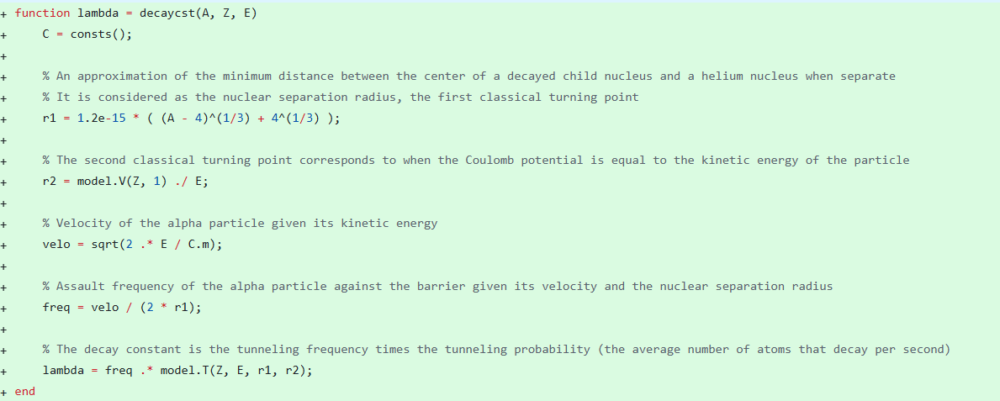 + function lambda = decaycst(A, Z, E)
+     C = consts();
+
+     % An approximation of the minimum distance between the center of a decayed child nucleus and a helium nucleus when separate
+     % It is considered as the nuclear separation radius, the first classical turning point
+     r1 = 1.2e-15 * ( (A - 4)^(1/3) + 4^(1/3) );
+
+     % The second classical turning point corresponds to when the Coulomb potential is equal to the kinetic energy of the particle
+     r2 = model.V(Z, 1) ./ E;
+
+     % Velocity of the alpha particle given its kinetic energy
+     velo = sqrt(2 .* E / C.m);
+
+     % Assault frequency of the alpha particle against the barrier given its velocity and the nuclear separation radius
+     freq = velo / (2 * r1);
+
+     % The decay constant is the tunneling frequency times the tunneling probability (the average number of atoms that decay per second)
+     lambda = freq .* model.T(Z, E, r1, r2);
+ end